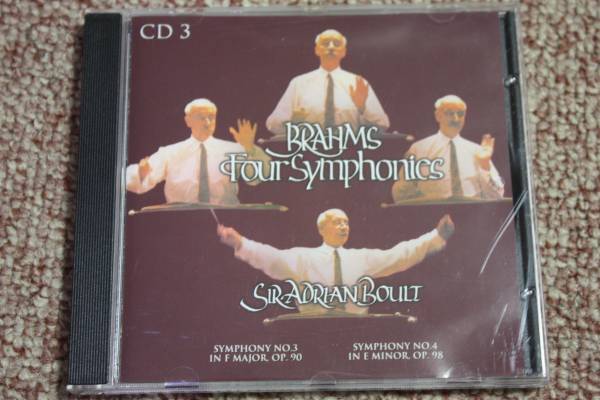 CD 3
BRAHMS
Four Symphonies
Sir Adrian Boult
SYMPHONY NO.3
IN F MAJOR, OP. 90
SYMPHONY NO.4
IN E MINOR, OP. 98